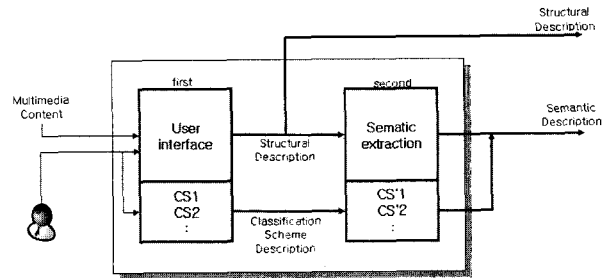 Structural
Description
first
second
Multimedia
Content
User
interface
Structural
Description
Sematic
extraction
Semantic
Description
CS1
CS2
:
Classification
Scheme
Description
CS'1
CS'2
: